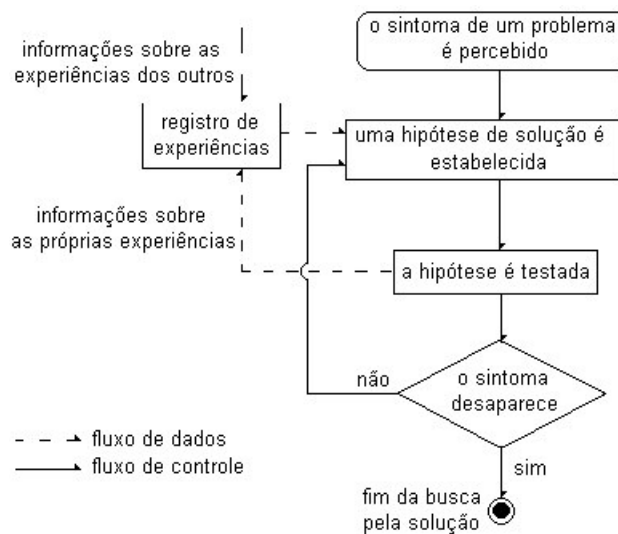 informações sobre as
experiências dos outros
o sintoma de um problema
é percebido
registro de
experiências
uma hipótese de solução é
estabelecida
informações sobre
as próprias experiências
a hipótese é testada
não
o sintoma
desaparece
fluxo de dados
fluxo de controle
sim
fim da busca
pela solução